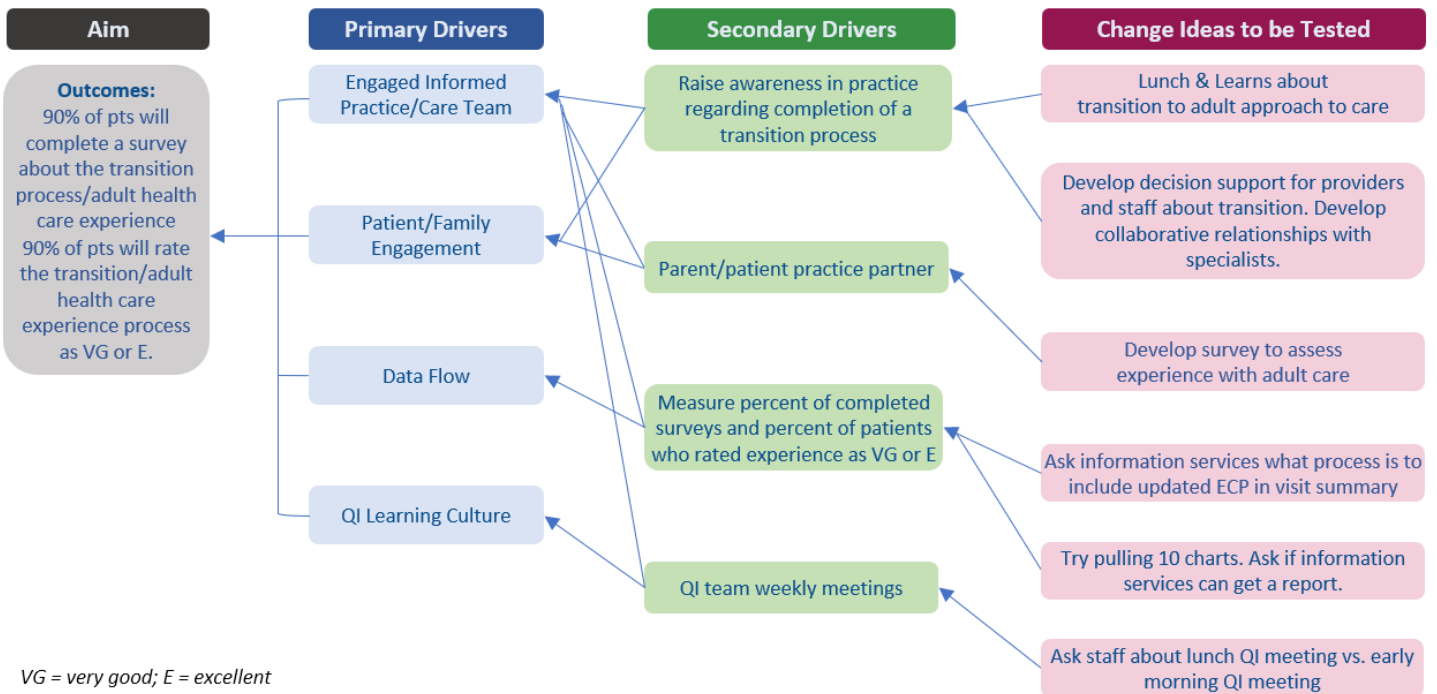 Aim
Outcomes:
90% of pts will
complete a survey
about the transition
process/adult health
care experience
90% of pts will rate
the transition/adult
health care
experience process
as VG or E.
Primary Drivers
Engaged Informed
Practice/Care Team
Patient/Family
Engagement
Data Flow
QI Learning Culture
Secondary Drivers
Raise awareness in practice
regarding completion of a
transition process
Parent/patient practice partner
Measure percent of completed
surveys and percent of patients
who rated experience as VG or E
QI team weekly meetings
Change Ideas to be Tested
Lunch & Learns about
transition to adult approach to care
Develop decision support for providers
and staff about transition. Develop
collaborative relationships with
specialists.
Develop survey to assess
experience with adult care
Ask information services what process is to
include updated ECP in visit summary
Try pulling 10 charts. Ask if information
services can get a report.
Ask staff about lunch QI meeting vs. early
morning QI meeting
VG = very good; E = excellent